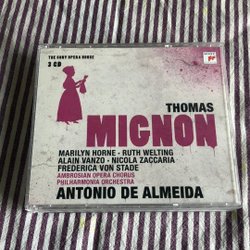 THE SONY OPERA HOUSE
3 CD
SONY
THOMAS
MIGNON
MARILYN HORNE · RUTH WELTING
ALAIN VANZO · NICOLA ZACCARIA
FREDERICA VON STADE
AMBROSIAN OPERA CHORUS
PHILHARMONIA ORCHESTRA
ANTONIO DE ALMEIDA